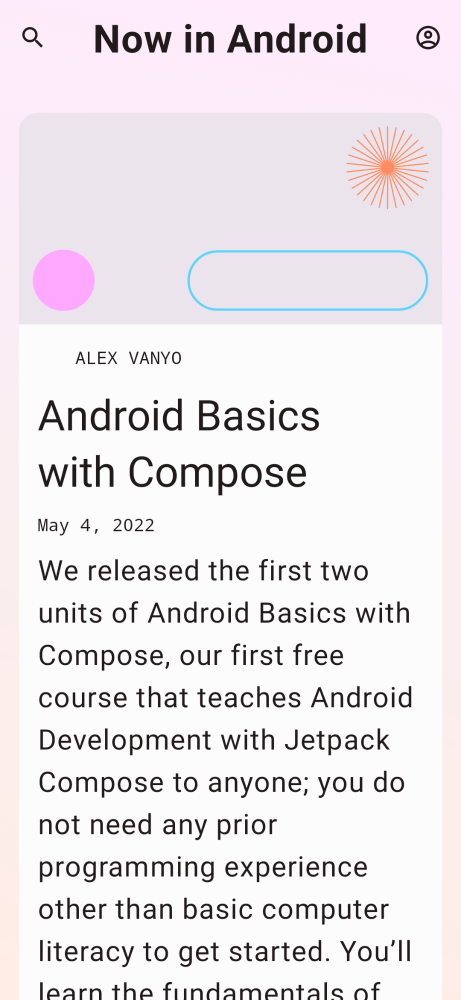 Now in Android
ALEX VANYO
Android Basics
with Compose
May 4, 2022
We released the first two
units of Android Basics with
Compose, our first free
course that teaches Android
Development with Jetpack
Compose to anyone; you do
not need any prior
programming experience
other than basic computer
literacy to get started. You’ll
learn the fundamentals of